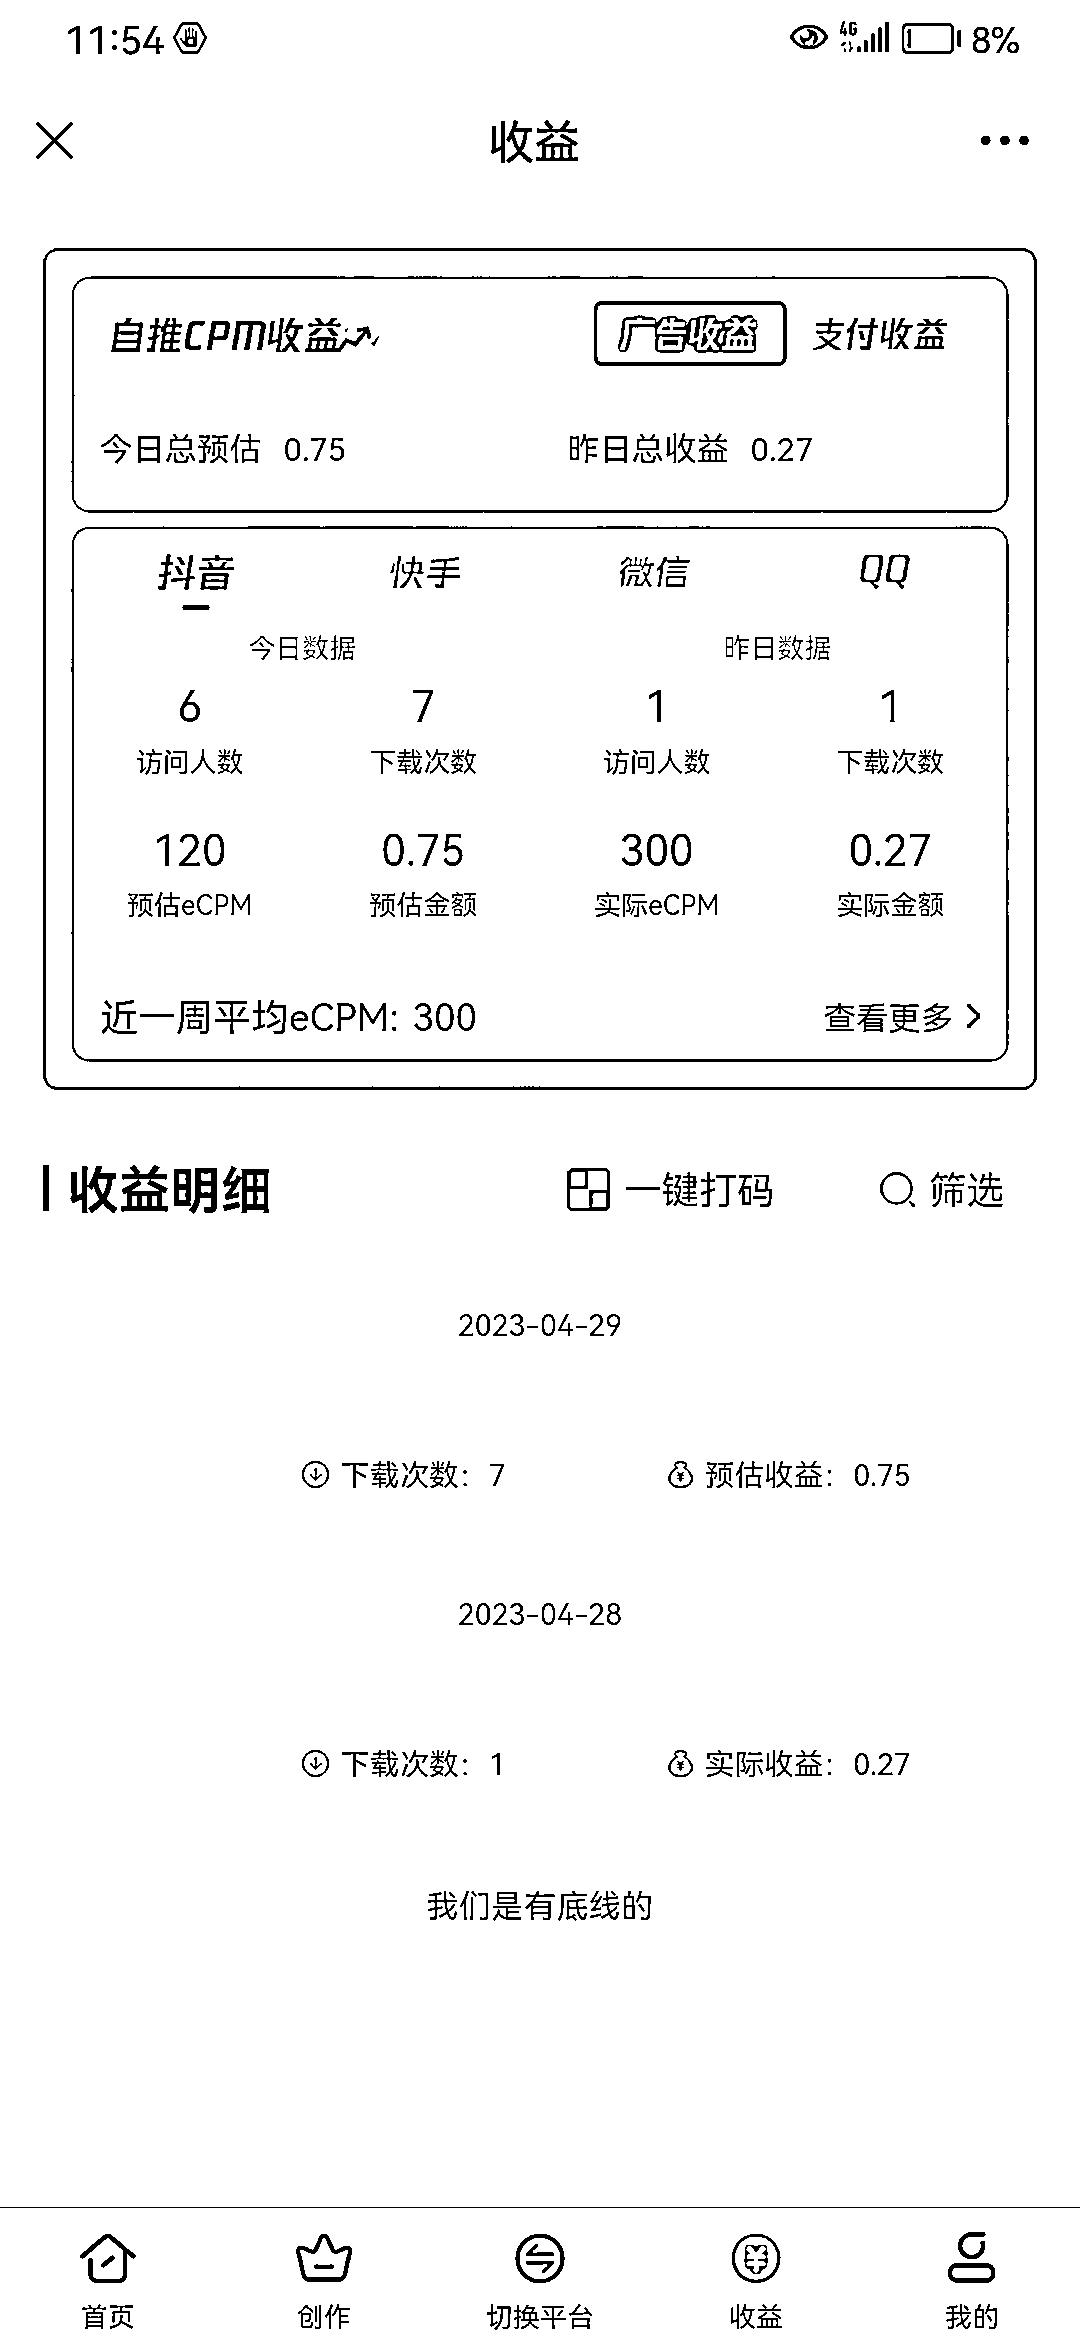 11:54 4G 8%
收益
自推CPM收益 广告收益 支付收益
今日总预估 0.75 昨日总收益 0.27
抖音 快手 微信 QQ
今日数据 昨日数据
6 7 1 1
访问人数 下载次数 访问人数 下载次数
120 0.75 300 0.27
预估eCPM 预估金额 实际eCPM 实际金额
近一周平均eCPM: 300 查看更多
收益明细 一键打码 筛选
2023-04-29
下载次数：7 预估收益：0.75
2023-04-28
下载次数：1 实际收益：0.27
我们是有底线的
首页 创作 切换平台 收益 我的